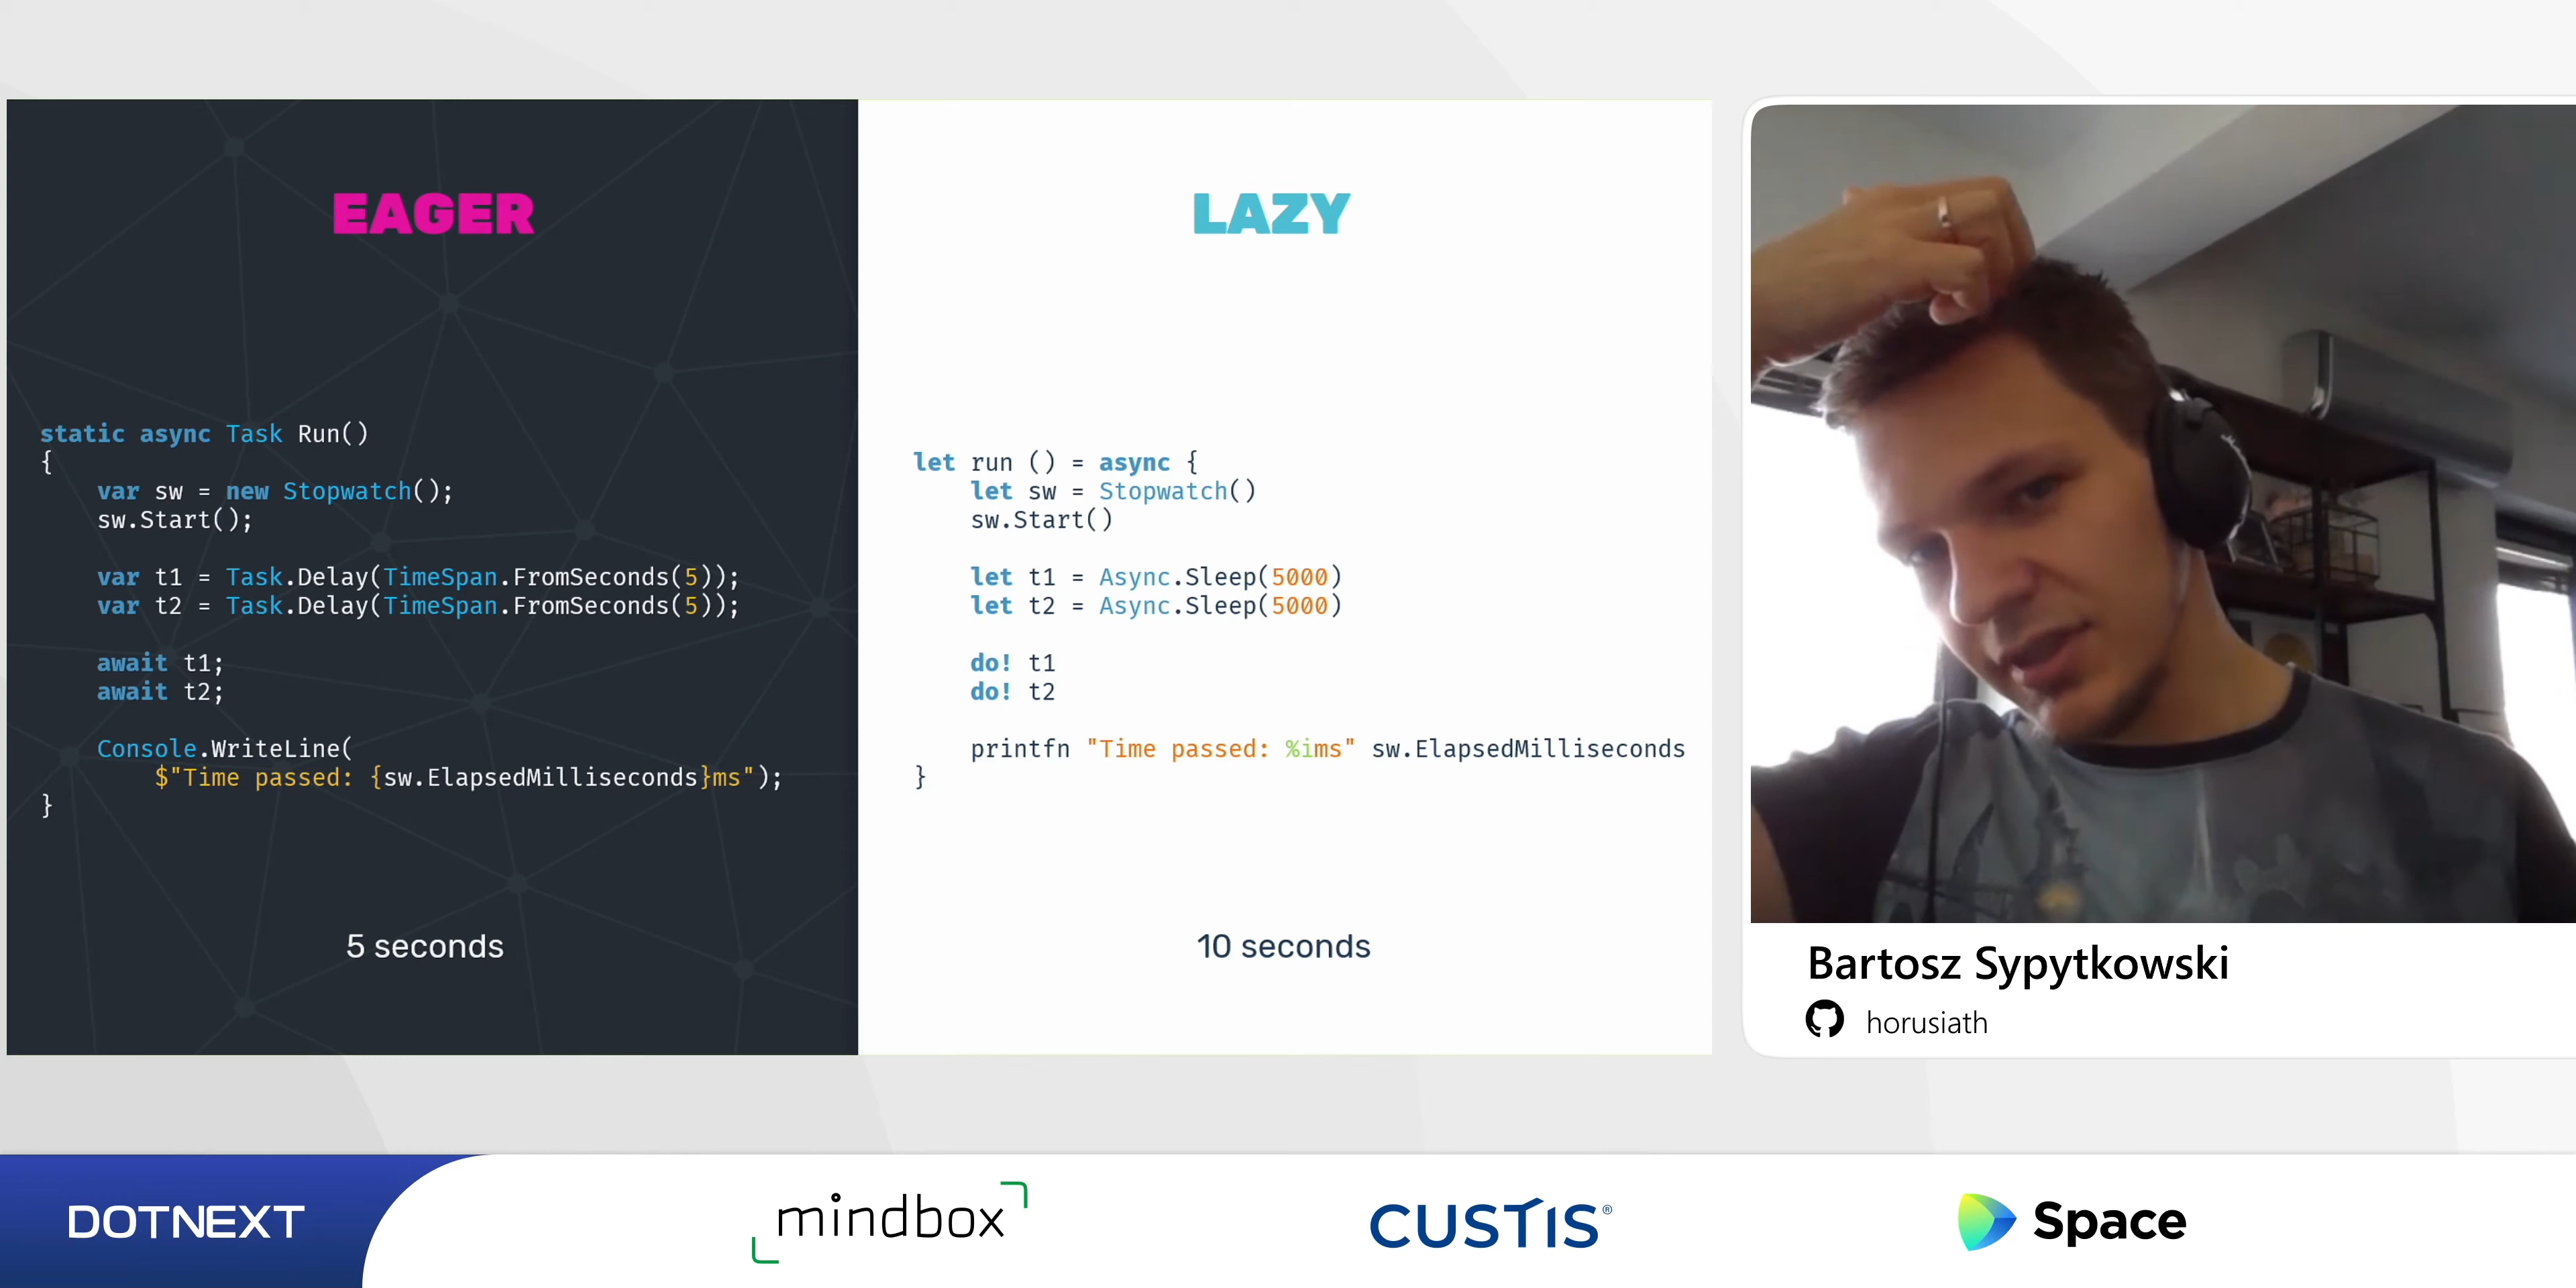 EAGER
static async Task Run()
{
    var sw = new Stopwatch();
    sw.Start();

    var t1 = Task.Delay(TimeSpan.FromSeconds(5));
    var t2 = Task.Delay(TimeSpan.FromSeconds(5));

    await t1;
    await t2;

    Console.WriteLine(
        $"Time passed: {sw.ElapsedMilliseconds}ms");
}
5 seconds
LAZY
let run () = async {
    let sw = Stopwatch()
    sw.Start()

    let t1 = Async.Sleep(5000)
    let t2 = Async.Sleep(5000)

    do! t1
    do! t2

    printfn "Time passed: %ims" sw.ElapsedMilliseconds
}
10 seconds
Bartosz Sypytkowski
horusiath
DOTNEXT
mindbox
CUSTIS®
Space